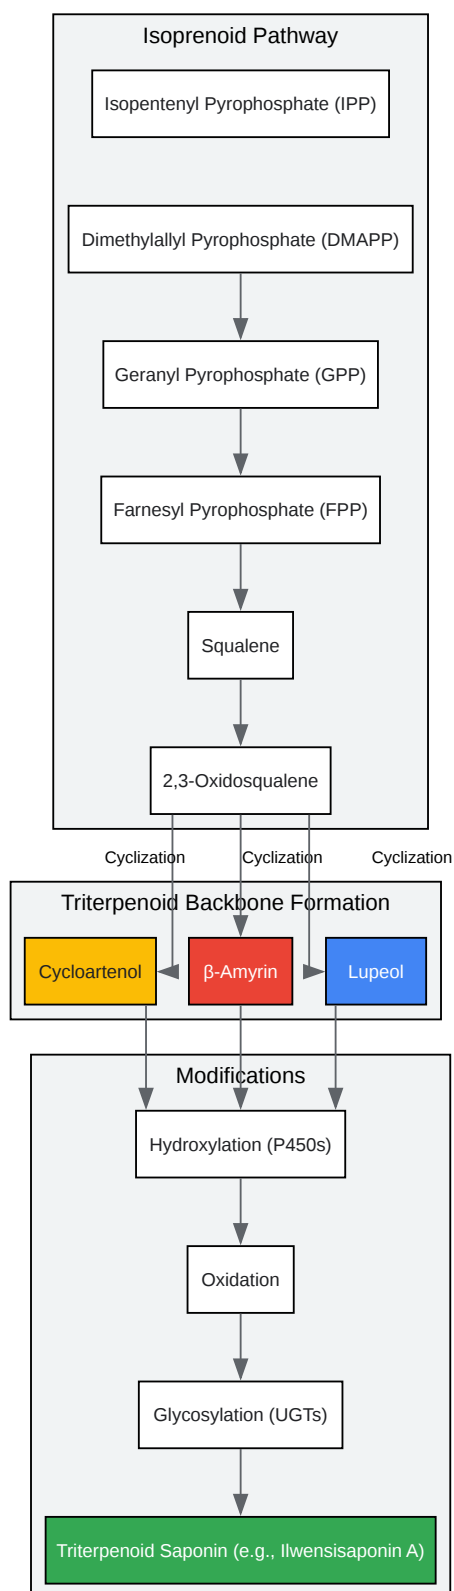 Isoprenoid Pathway
Isopentenyl Pyrophosphate (IPP)
Dimethylallyl Pyrophosphate (DMAPP)
Geranyl Pyrophosphate (GPP)
Farnesyl Pyrophosphate (FPP)
Squalene
2,3-Oxidosqualene
Cyclization Cyclization Cyclization
Triterpenoid Backbone Formation
Cycloartenol β-Amyrin Lupeol
Modifications
Hydroxylation (P450s)
Oxidation
Glycosylation (UGTs)
Triterpenoid Saponin (e.g., Ilwensisaponin A)